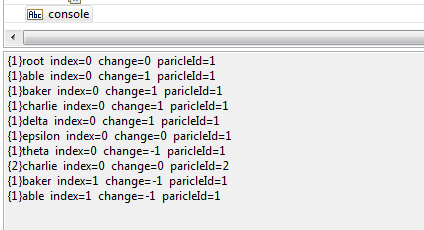 Abc console
{1}root index=0 change=0 paricleId=1
{1}able index=0 change=1 paricleId=1
{1}baker index=0 change=1 paricleId=1
{1}charlie index=0 change=1 paricleId=1
{1}delta index=0 change=1 paricleId=1
{1}epsilon index=0 change=0 paricleId=1
{1}theta index=0 change=-1 paricleId=1
{2}charlie index=0 change=0 paricleId=2
{1}baker index=1 change=-1 paricleId=1
{1}able index=1 change=-1 paricleId=1